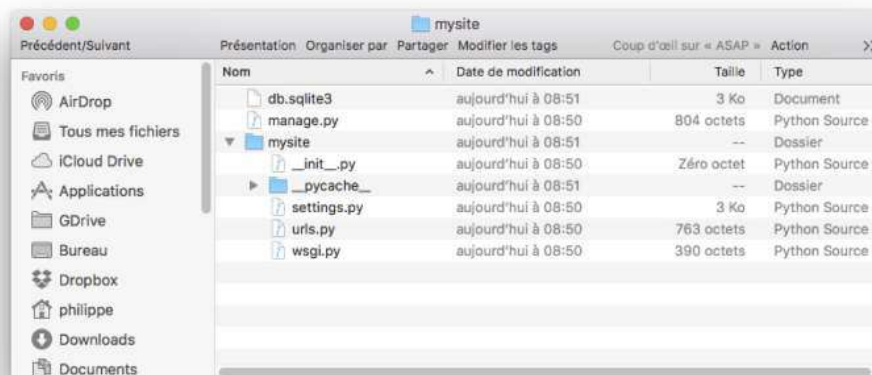 mysite
Précédent/Suivant Présentation Organiser par Partager Modifier les tags Coup d'œil sur « ASAP » Action
Favoris
AirDrop
Tous mes fichiers
iCloud Drive
Applications
GDrive
Bureau
Dropbox
philippe
Downloads
Documents
Nom Date de modification Taille Type
db.sqlite3 aujourd'hui à 08:51 3 Ko Document
manage.py aujourd'hui à 08:50 804 octets Python Source
mysite aujourd'hui à 08:51 -- Dossier
__init__.py aujourd'hui à 08:50 Zéro octet Python Source
__pycache__ aujourd'hui à 08:51 -- Dossier
settings.py aujourd'hui à 08:50 3 Ko Python Source
urls.py aujourd'hui à 08:50 763 octets Python Source
wsgi.py aujourd'hui à 08:50 390 octets Python Source